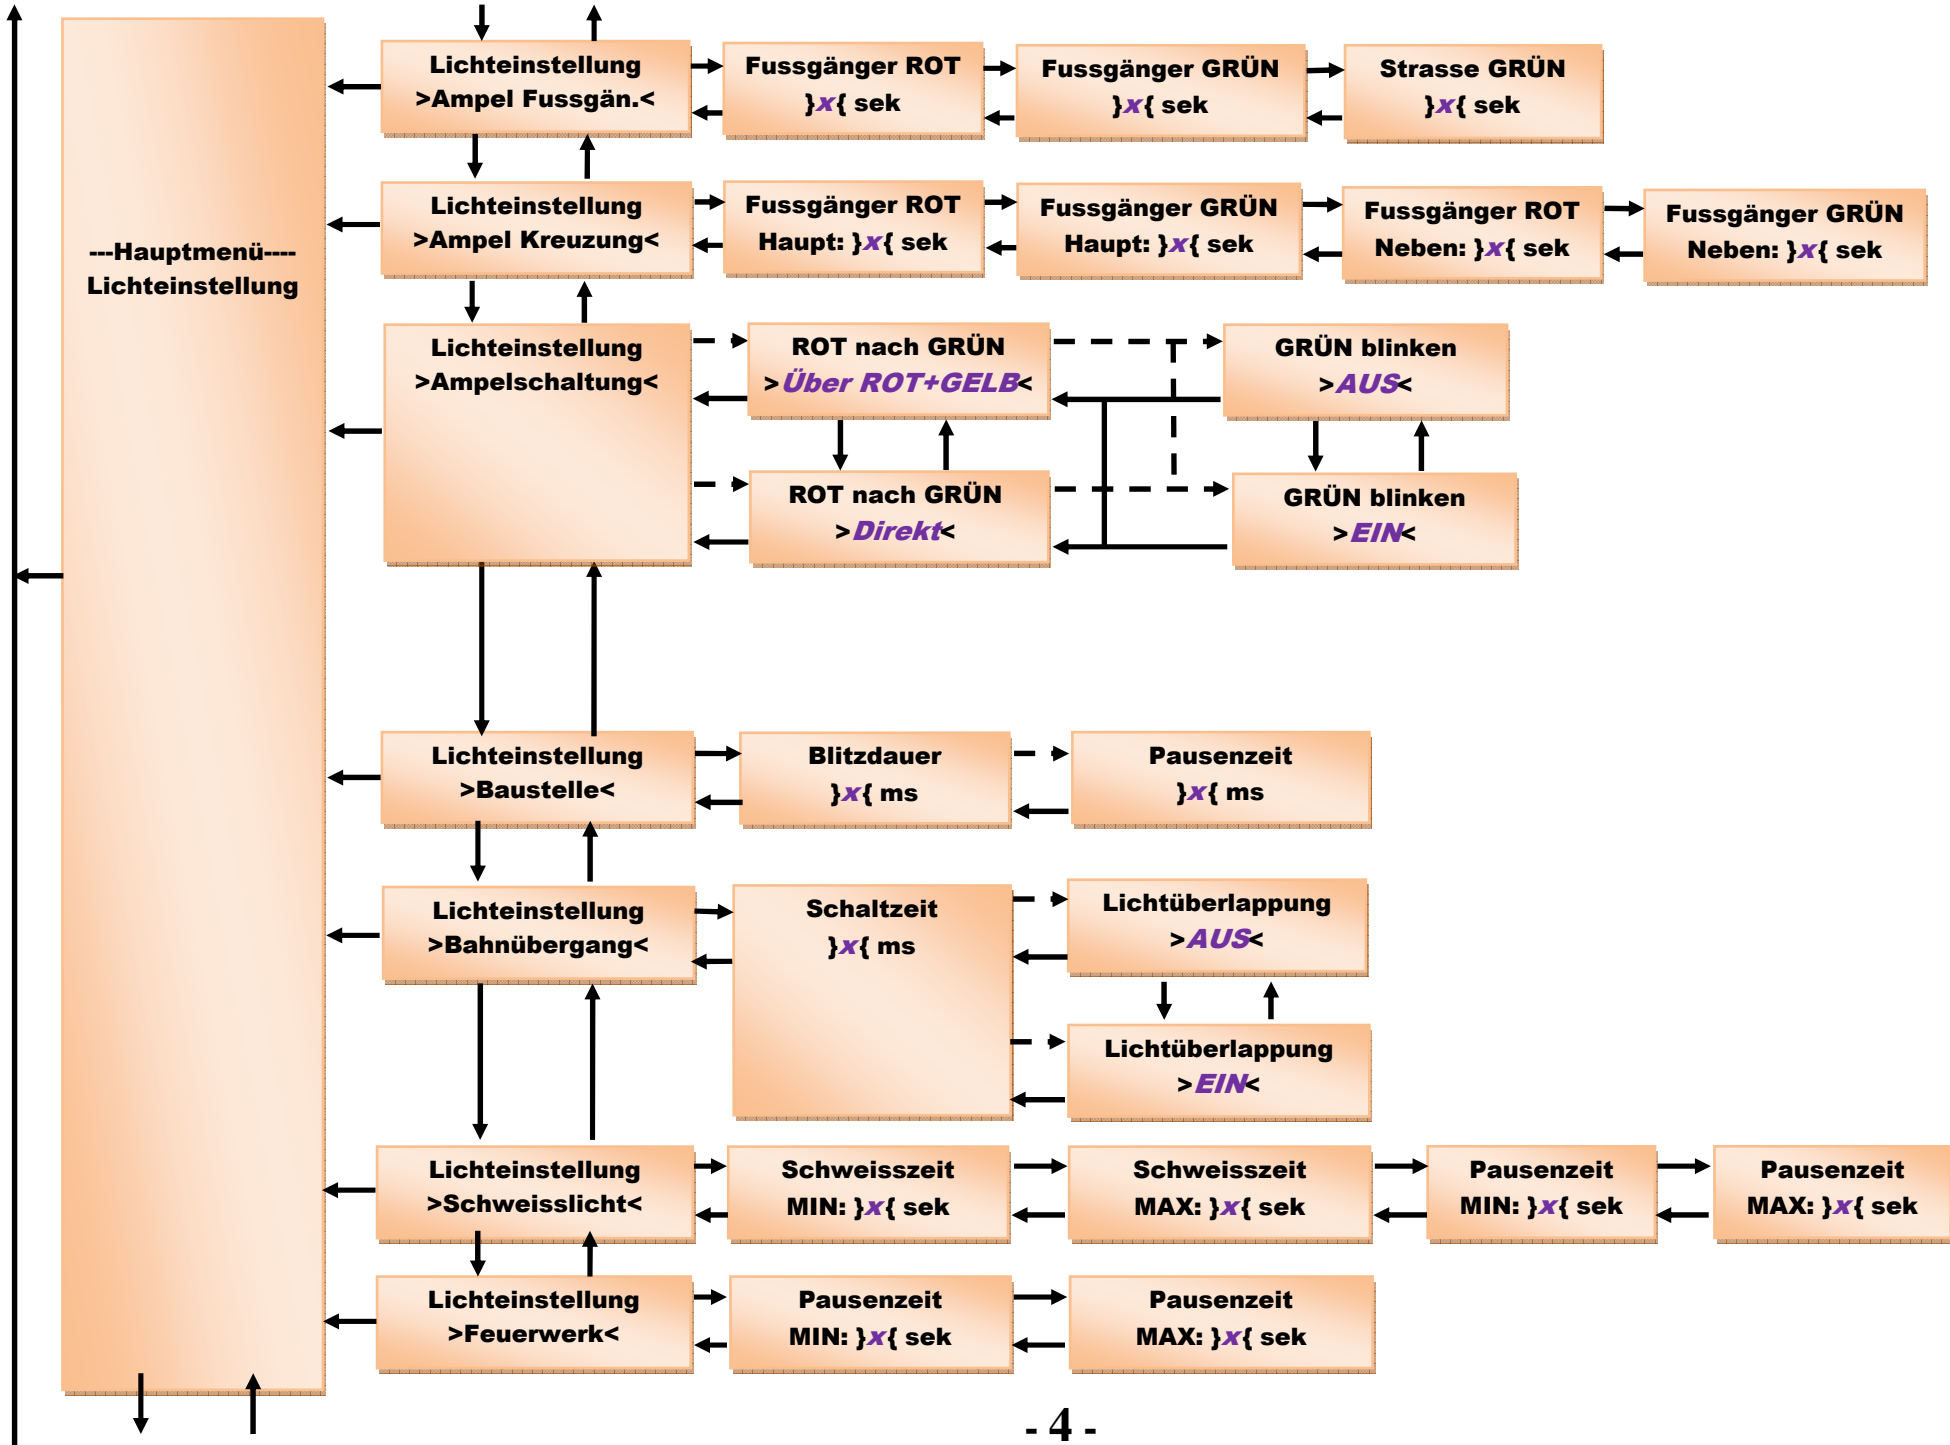 ---Hauptmenü----
Lichteinstellung
Lichteinstellung
>Ampel Fussgän.<
Fussgänger ROT
}x{ sek
Fussgänger GRÜN
}x{ sek
Strasse GRÜN
}x{ sek
Lichteinstellung
>Ampel Kreuzung<
Fussgänger ROT
Haupt: }x{ sek
Fussgänger GRÜN
Haupt: }x{ sek
Fussgänger ROT
Neben: }x{ sek
Fussgänger GRÜN
Neben: }x{ sek
Lichteinstellung
>Ampelschaltung<
ROT nach GRÜN
>Über ROT+GELB<
GRÜN blinken
>AUS<
ROT nach GRÜN
>Direkt<
GRÜN blinken
>EIN<
Lichteinstellung
>Baustelle<
Blitzdauer
}x{ ms
Pausenzeit
}x{ ms
Lichteinstellung
>Bahnübergang<
Schaltzeit
}x{ ms
Lichtüberlappung
>AUS<
Lichtüberlappung
>EIN<
Lichteinstellung
>Schweisslicht<
Schweisszeit
MIN: }x{ sek
Schweisszeit
MAX: }x{ sek
Pausenzeit
MIN: }x{ sek
Pausenzeit
MAX: }x{ sek
Lichteinstellung
>Feuerwerk<
Pausenzeit
MIN: }x{ sek
Pausenzeit
MAX: }x{ sek
- 4 -